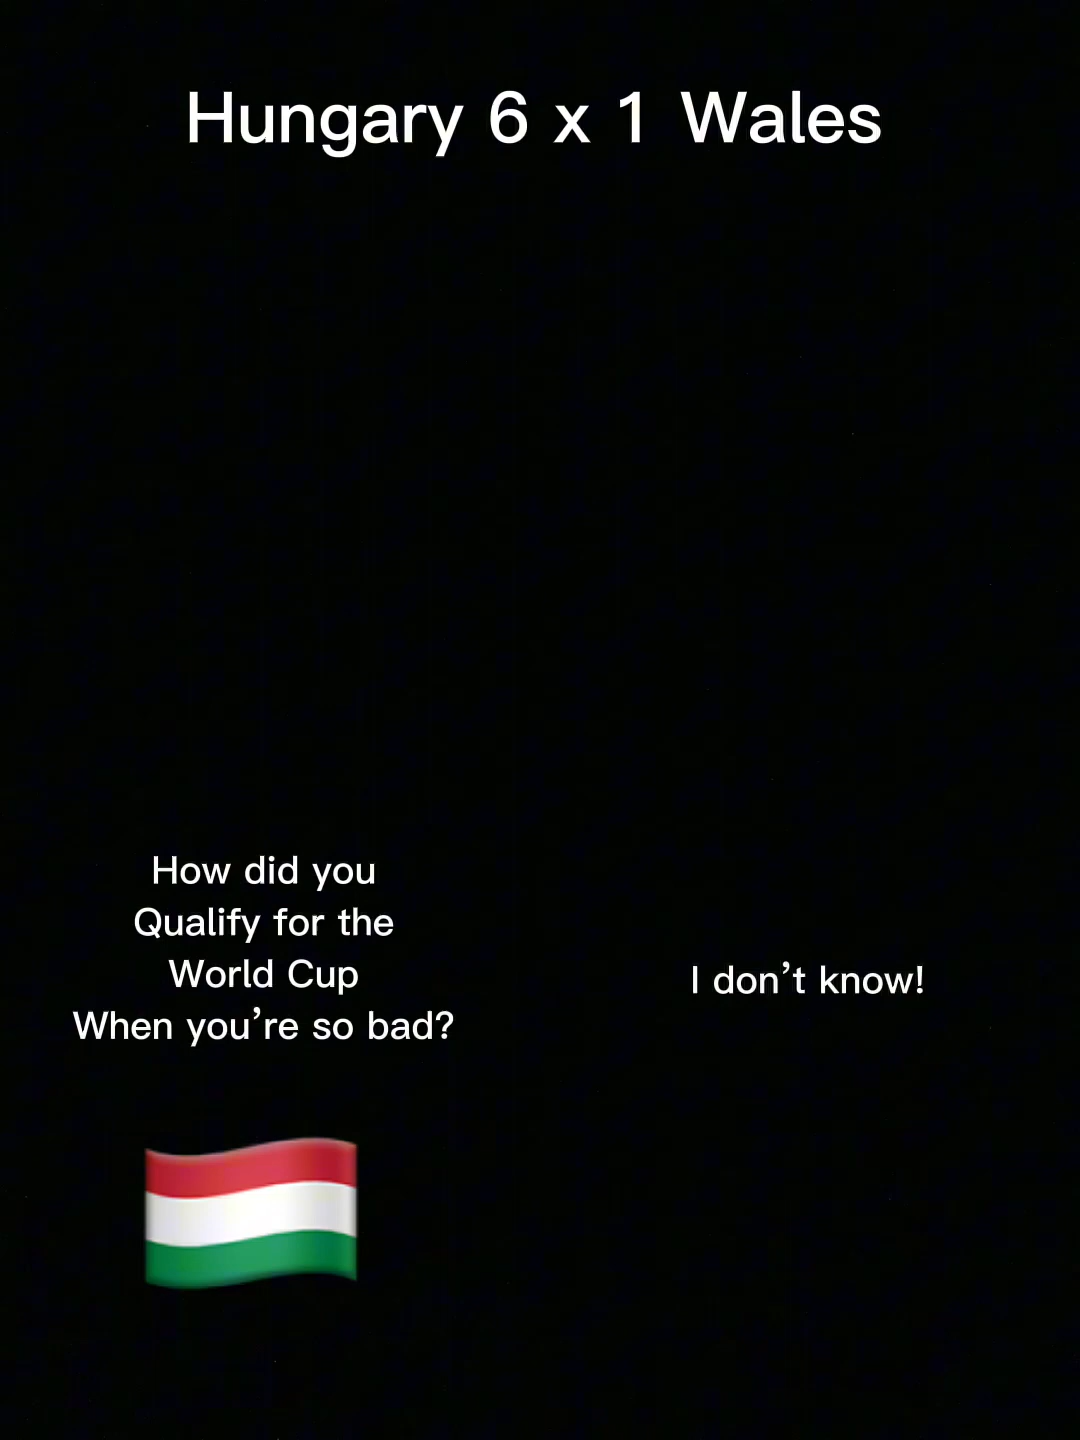 Hungary 6 x 1 Wales
How did you
Qualify for the
World Cup
When you’re so bad?
I don’t know!